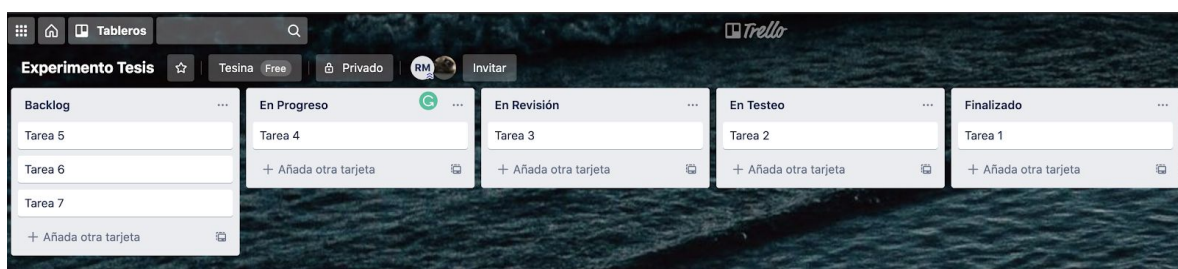 Tableros
Trello
Experimento Tesis
Tesina Free
Privado
RM
Invitar
Backlog
Tarea 5
Tarea 6
Tarea 7
+ Añada otra tarjeta
En Progreso
Tarea 4
+ Añada otra tarjeta
En Revisión
Tarea 3
+ Añada otra tarjeta
En Testeo
Tarea 2
+ Añada otra tarjeta
Finalizado
Tarea 1
+ Añada otra tarjeta